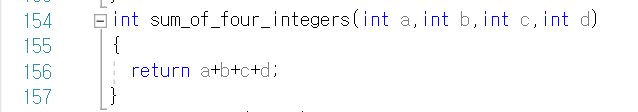 154 int sum_of_four_integers(int a,int b,int c,int d)
155 {
156 return a+b+c+d;
157 }